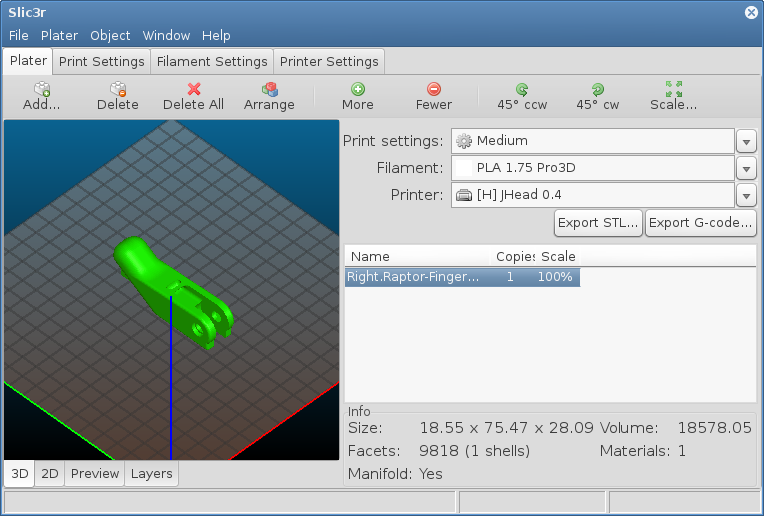 Slic3r
File Plater Object Window Help
Plater Print Settings Filament Settings Printer Settings
Add... Delete Delete All Arrange More Fewer 45° ccw 45° cw Scale...
Print settings: Medium
Filament: PLA 1.75 Pro3D
Printer: [H] JHead 0.4
Export STL... Export G-code...
Name Copies Scale
Right.Raptor-Finger... 1 100%
Info
Size: 18.55 x 75.47 x 28.09 Volume: 18578.05
Facets: 9818 (1 shells) Materials: 1
Manifold: Yes
3D 2D Preview Layers